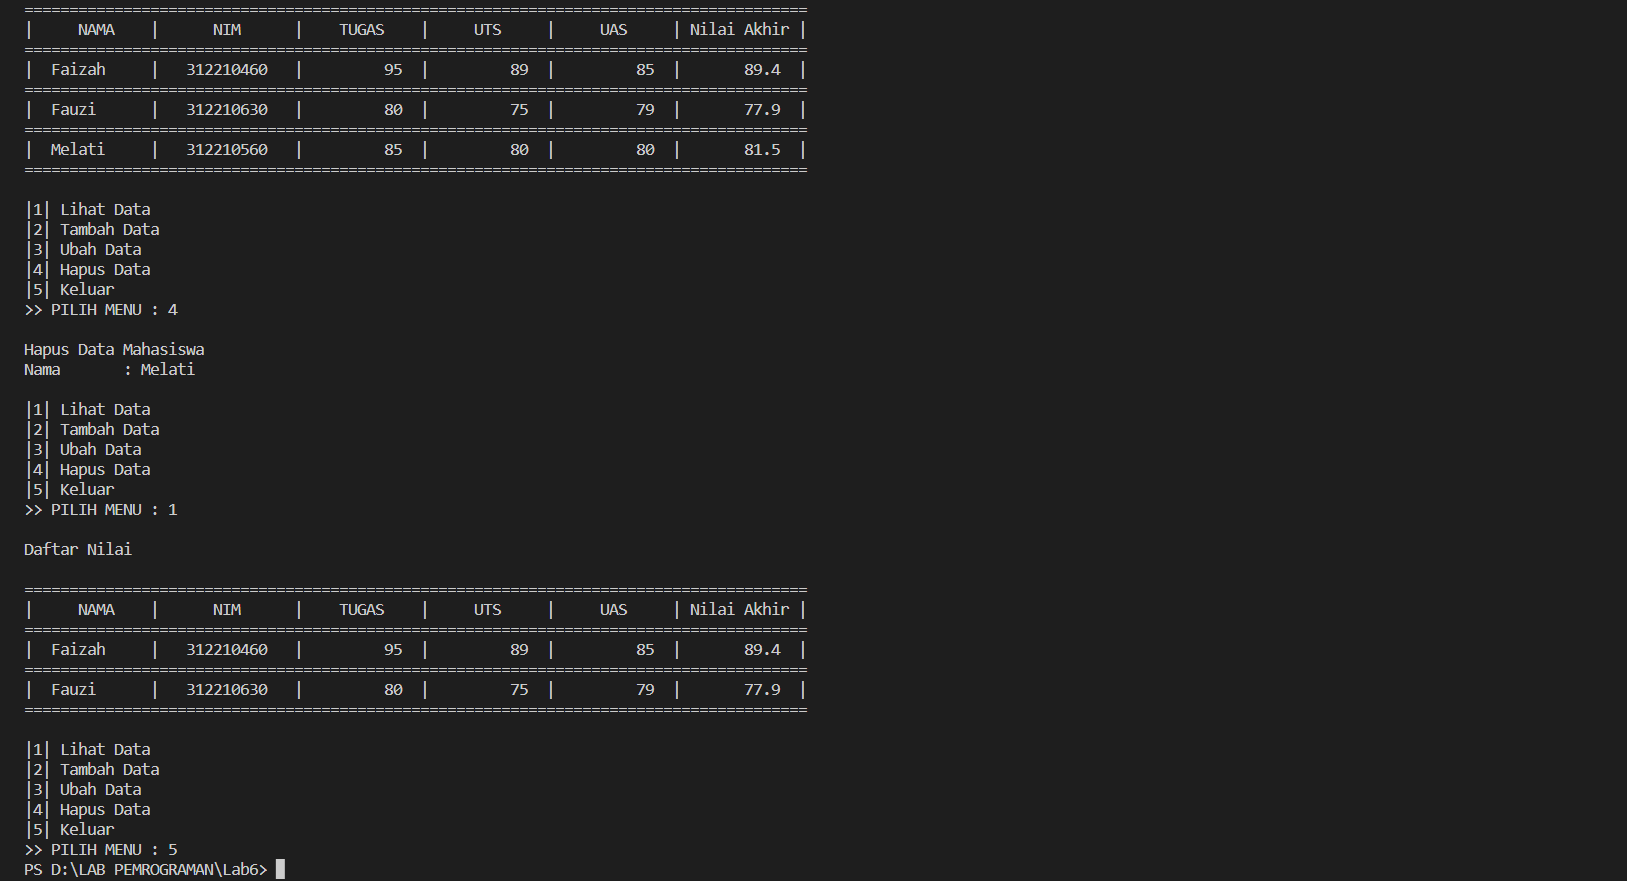 =======================================================================================
|     NAMA    |      NIM      |    TUGAS    |     UTS     |     UAS     | Nilai Akhir |
=======================================================================================
|  Faizah     |   312210460   |         95  |         89  |         85  |       89.4  |
=======================================================================================
|  Fauzi      |   312210630   |         80  |         75  |         79  |       77.9  |
=======================================================================================
|  Melati     |   312210560   |         85  |         80  |         80  |       81.5  |
=======================================================================================

|1| Lihat Data
|2| Tambah Data
|3| Ubah Data
|4| Hapus Data
|5| Keluar
>> PILIH MENU : 4

Hapus Data Mahasiswa
Nama       : Melati

|1| Lihat Data
|2| Tambah Data
|3| Ubah Data
|4| Hapus Data
|5| Keluar
>> PILIH MENU : 1

Daftar Nilai

=======================================================================================
|     NAMA    |      NIM      |    TUGAS    |     UTS     |     UAS     | Nilai Akhir |
=======================================================================================
|  Faizah     |   312210460   |         95  |         89  |         85  |       89.4  |
=======================================================================================
|  Fauzi      |   312210630   |         80  |         75  |         79  |       77.9  |
=======================================================================================

|1| Lihat Data
|2| Tambah Data
|3| Ubah Data
|4| Hapus Data
|5| Keluar
>> PILIH MENU : 5
PS D:\LAB PEMROGRAMAN\Lab6>